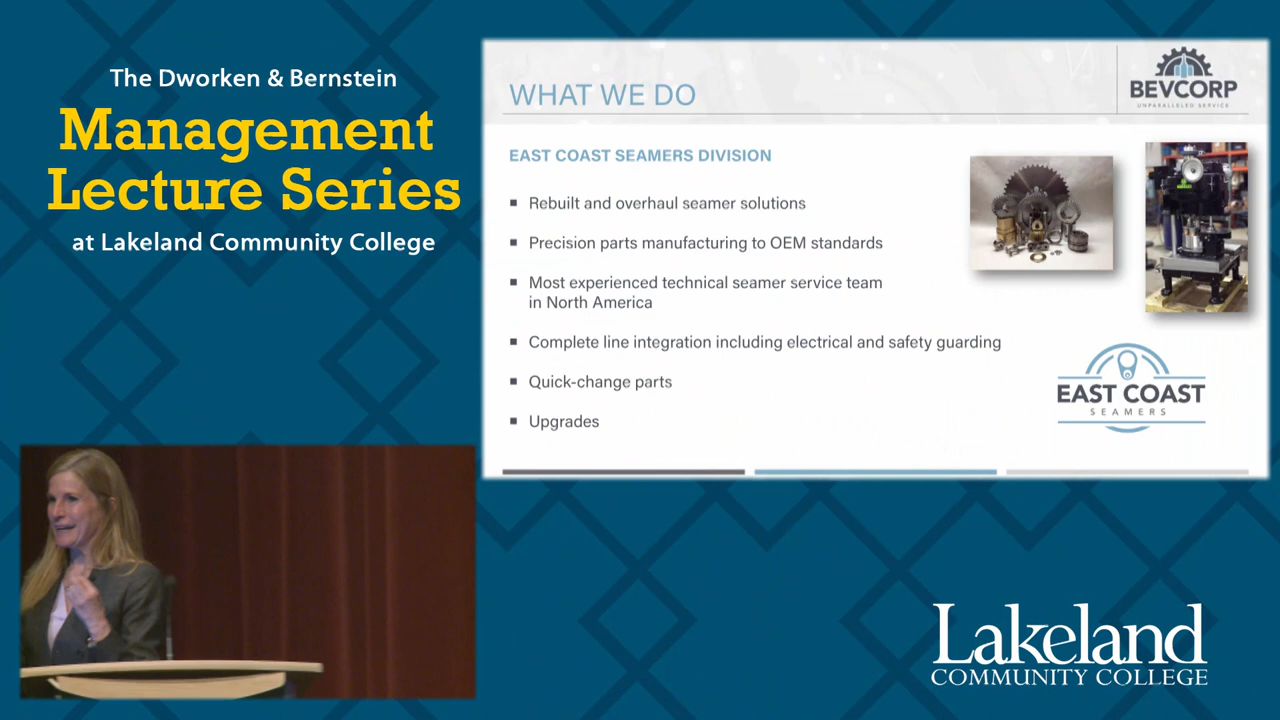 The Dworken & Bernstein
Management
Lecture Series
at Lakeland Community College
WHAT WE DO
BEVCORP
UNPARALLELED SERVICE
EAST COAST SEAMERS DIVISION
▪ Rebuilt and overhaul seamer solutions
▪ Precision parts manufacturing to OEM standards
▪ Most experienced technical seamer service team
in North America
▪ Complete line integration including electrical and safety guarding
▪ Quick-change parts
▪ Upgrades
EAST COAST
SEAMERS
Lakeland
COMMUNITY COLLEGE